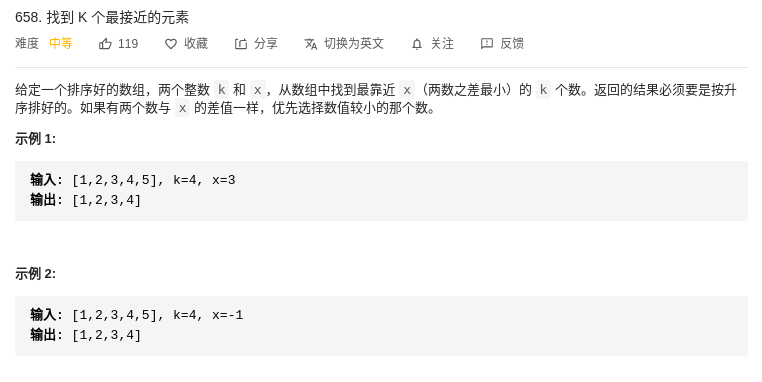 658. 找到 K 个最接近的元素
难度 中等 119 收藏 分享 切换为英文 关注 反馈
给定一个排序好的数组，两个整数 k 和 x ，从数组中找到最靠近 x （两数之差最小）的 k 个数。返回的结果必须要是按升
序排好的。如果有两个数与 x 的差值一样，优先选择数值较小的那个数。
示例 1:
输入: [1,2,3,4,5], k=4, x=3
输出: [1,2,3,4]
示例 2:
输入: [1,2,3,4,5], k=4, x=-1
输出: [1,2,3,4]